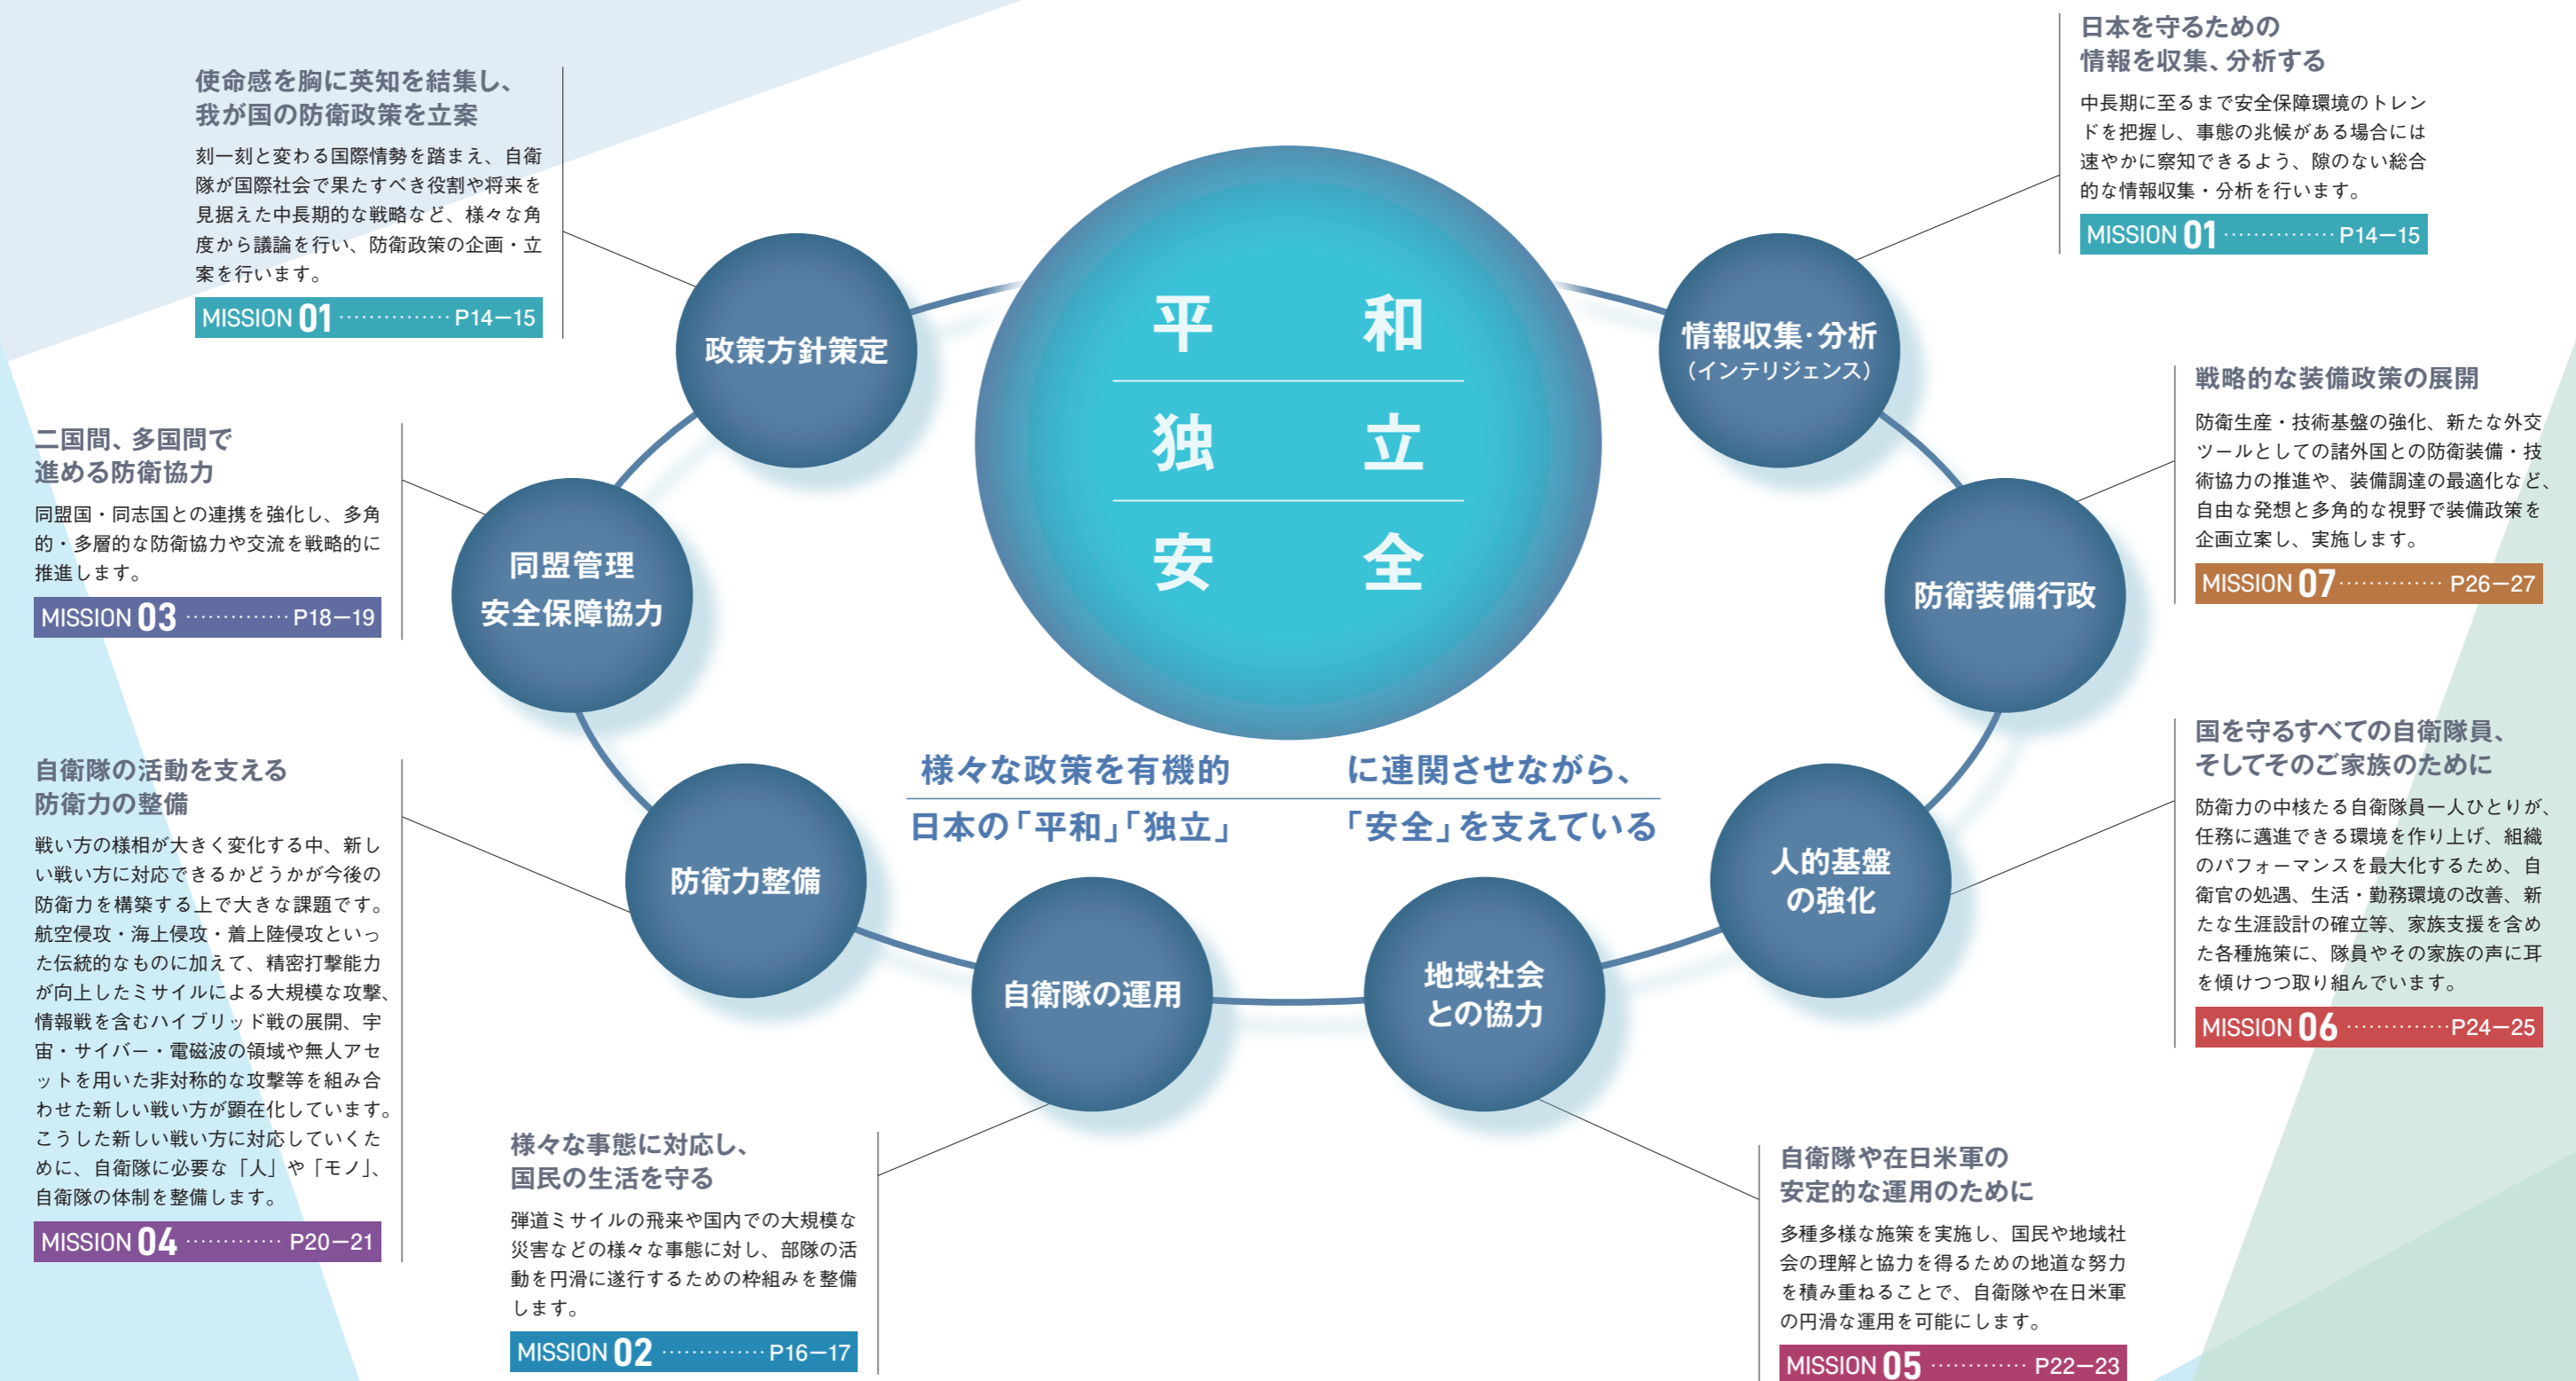 使命感を胸に英知を結集し、
我が国の防衛政策を立案
刻一刻と変わる国際情勢を踏まえ、自衛
隊が国際社会で果たすべき役割や将来を
見据えた中長期的な戦略など、様々な角
度から議論を行い、防衛政策の企画・立
案を行います。
MISSION 01 ··············· P14−15
二国間、多国間で
進める防衛協力
同盟国・同志国との連携を強化し、多角
的・多層的な防衛協力や交流を戦略的に
推進します。
MISSION 03 ·············· P18−19
自衛隊の活動を支える
防衛力の整備
戦い方の様相が大きく変化する中、新し
い戦い方に対応できるかどうかが今後の
防衛力を構築する上で大きな課題です。
航空侵攻・海上侵攻・着上陸侵攻といっ
た伝統的なものに加えて、精密打撃能力
が向上したミサイルによる大規模な攻撃、
情報戦を含むハイブリッド戦の展開、宇
宙・サイバー・電磁波の領域や無人アセ
ットを用いた非対称的な攻撃等を組み合
わせた新しい戦い方が顕在化しています。
こうした新しい戦い方に対応していくた
めに、自衛隊に必要な「人」や「モノ」、
自衛隊の体制を整備します。
MISSION 04 ············· P20−21
様々な事態に対応し、
国民の生活を守る
弾道ミサイルの飛来や国内での大規模な
災害などの様々な事態に対し、部隊の活
動を円滑に遂行するための枠組みを整備
します。
MISSION 02 ·············· P16−17
政策方針策定
同盟管理
安全保障協力
防衛力整備
自衛隊の運用
平 和
独 立
安 全
様々な政策を有機的 に連関させながら、
日本の「平和」「独立」 「安全」を支えている
情報収集・分析
（インテリジェンス）
防衛装備行政
人的基盤
の強化
地域社会
との協力
日本を守るための
情報を収集、分析する
中長期に至るまで安全保障環境のトレン
ドを把握し、事態の兆候がある場合には
速やかに察知できるよう、隙のない総合
的な情報収集・分析を行います。
MISSION 01 ··············· P14−15
戦略的な装備政策の展開
防衛生産・技術基盤の強化、新たな外交
ツールとしての諸外国との防衛装備・技
術協力の推進や、装備調達の最適化など、
自由な発想と多角的な視野で装備政策を
企画立案し、実施します。
MISSION 07 ·············· P26−27
国を守るすべての自衛隊員、
そしてそのご家族のために
防衛力の中核たる自衛隊員一人ひとりが、
任務に邁進できる環境を作り上げ、組織
のパフォーマンスを最大化するため、自
衛官の処遇、生活・勤務環境の改善、新
たな生涯設計の確立等、家族支援を含め
た各種施策に、隊員やその家族の声に耳
を傾けつつ取り組んでいます。
MISSION 06 ·············· P24−25
自衛隊や在日米軍の
安定的な運用のために
多種多様な施策を実施し、国民や地域社
会の理解と協力を得るための地道な努力
を積み重ねることで、自衛隊や在日米軍
の円滑な運用を可能にします。
MISSION 05 ············· P22−23